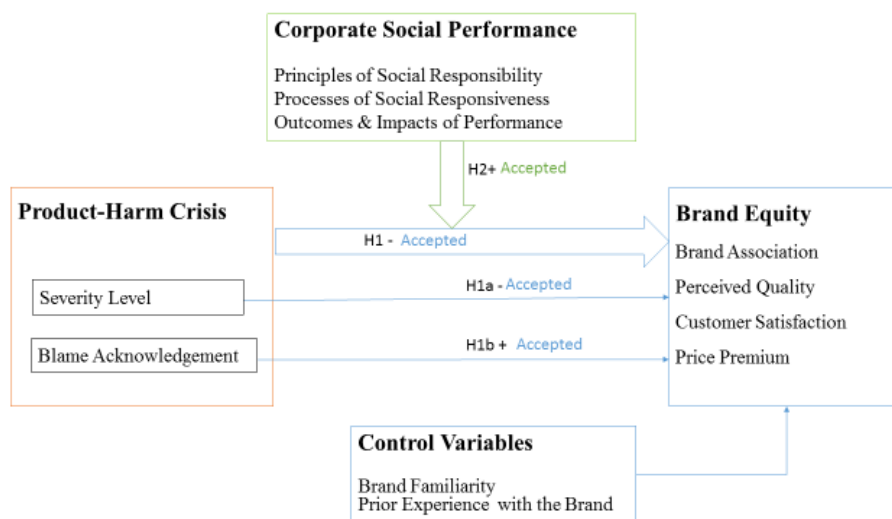 Corporate Social Performance
Principles of Social Responsibility
Processes of Social Responsiveness
Outcomes & Impacts of Performance
H2+ Accepted
Product-Harm Crisis
Severity Level
Blame Acknowledgement
H1 - Accepted
H1a - Accepted
H1b + Accepted
Brand Equity
Brand Association
Perceived Quality
Customer Satisfaction
Price Premium
Control Variables
Brand Familiarity
Prior Experience with the Brand